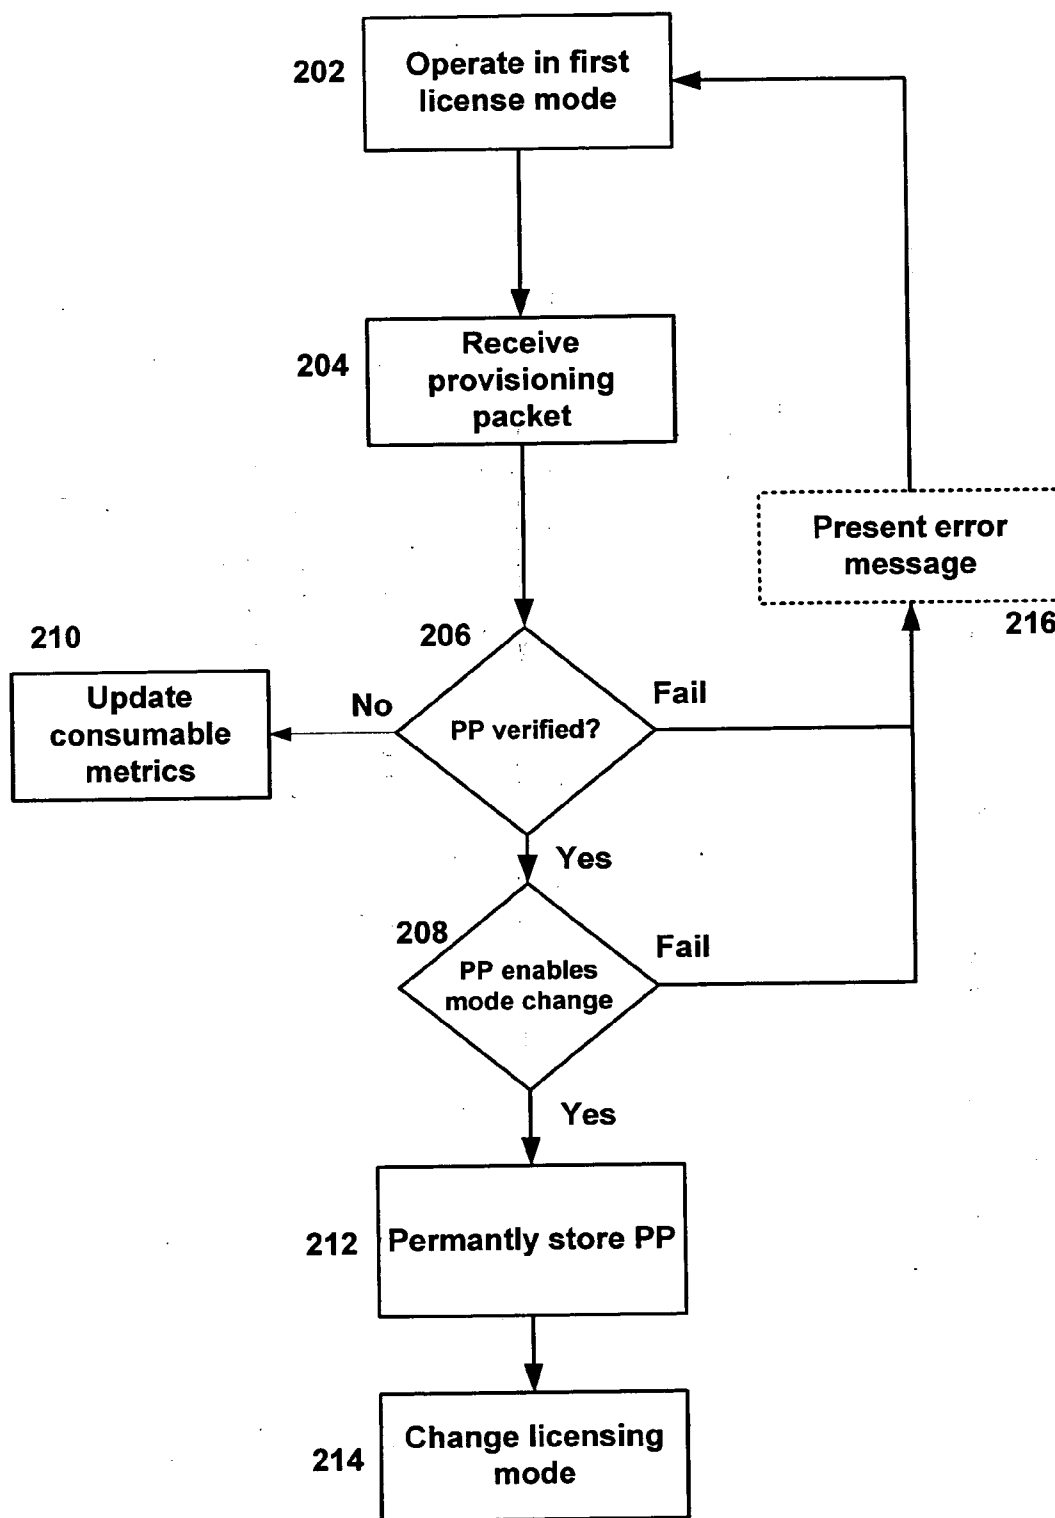 202
Operate in first
license mode
204
Receive
provisioning
packet
Present error
message
216
210
Update
consumable
metrics
No
206
PP verified?
Fail
Yes
208
PP enables
mode change
Fail
Yes
212
Permantly store PP
214
Change licensing
mode